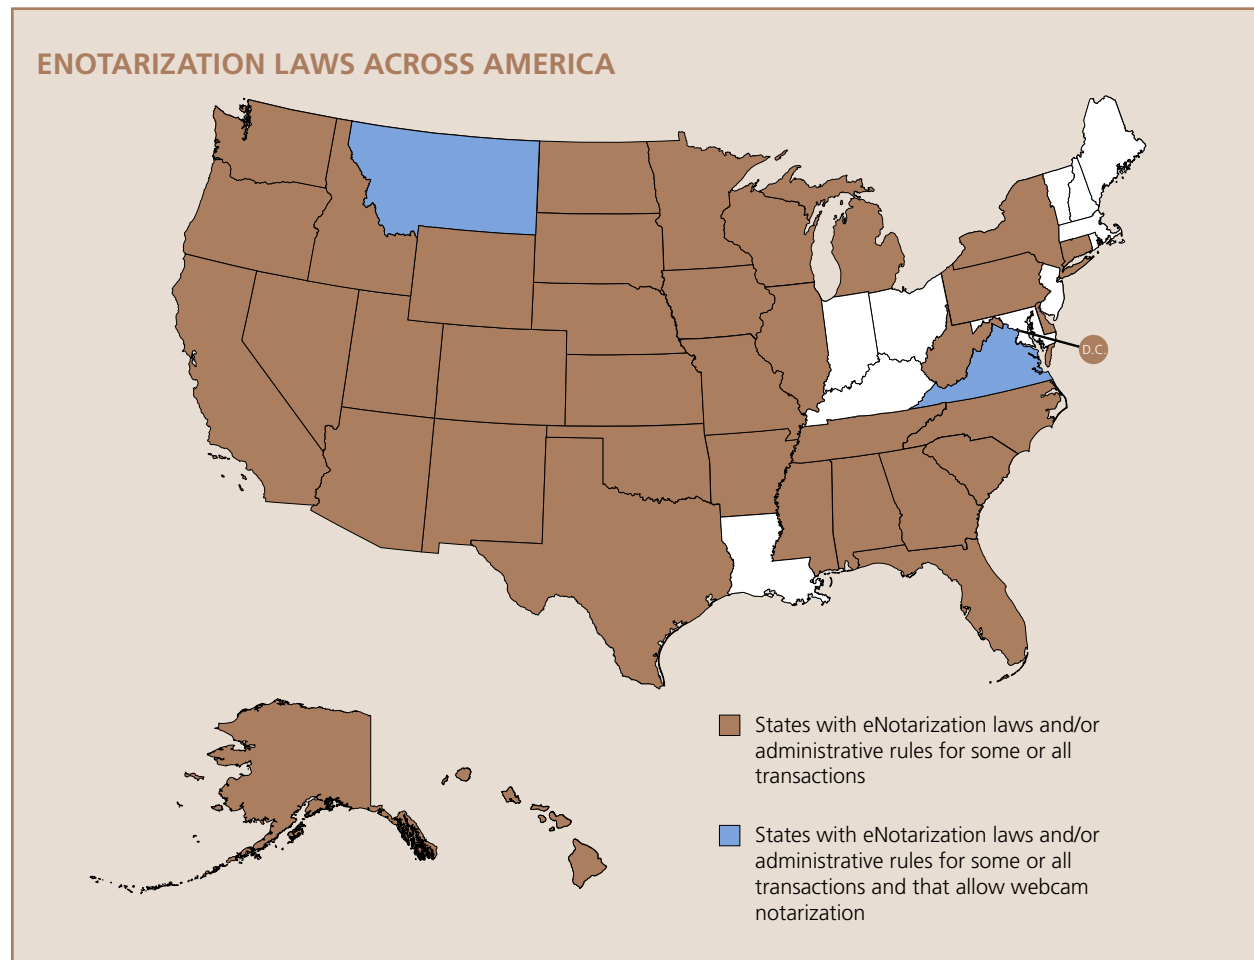 ENOTARIZATION LAWS ACROSS AMERICA
D.C.
States with eNotarization laws and/or
administrative rules for some or all
transactions
States with eNotarization laws and/or
administrative rules for some or all
transactions and that allow webcam
notarization